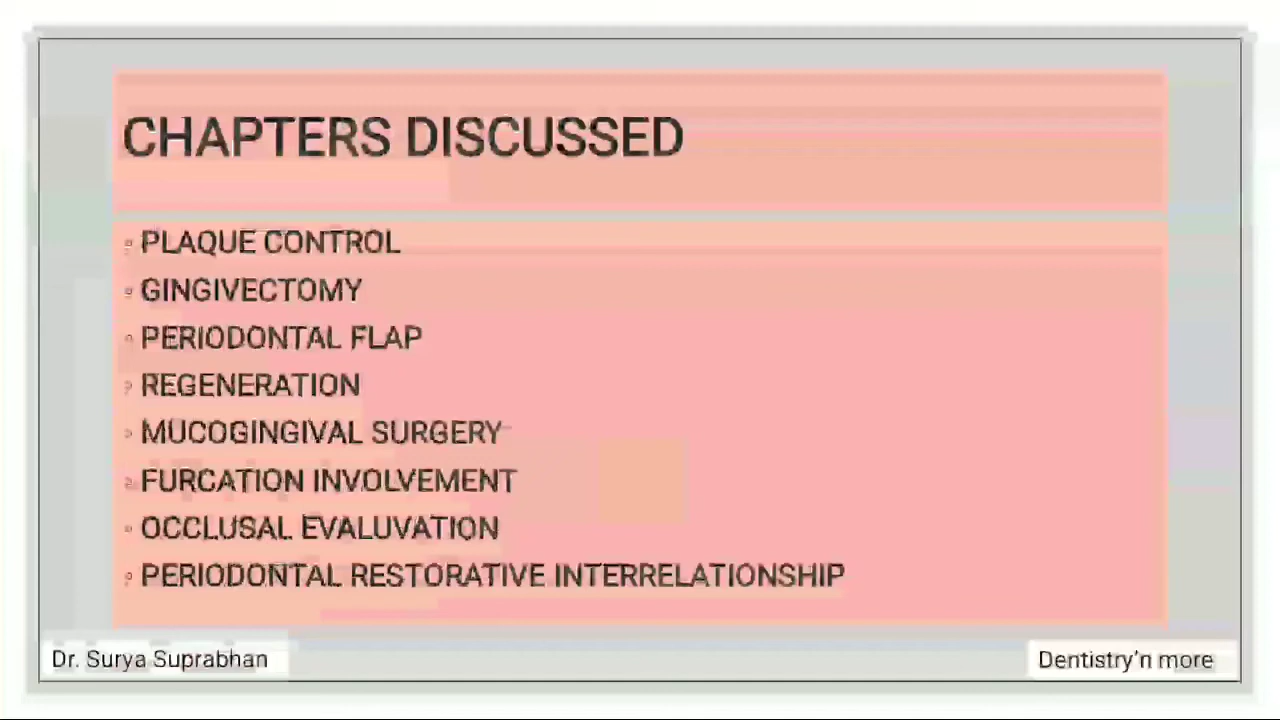 CHAPTERS DISCUSSED
PLAQUE CONTROL
GINGIVECTOMY
PERIODONTAL FLAP
REGENERATION
MUCOGINGIVAL SURGERY
FURCATION INVOLVEMENT
OCCLUSAL EVALUVATION
PERIODONTAL RESTORATIVE INTERRELATIONSHIP
Dr. Surya Suprabhan
Dentistry'n more